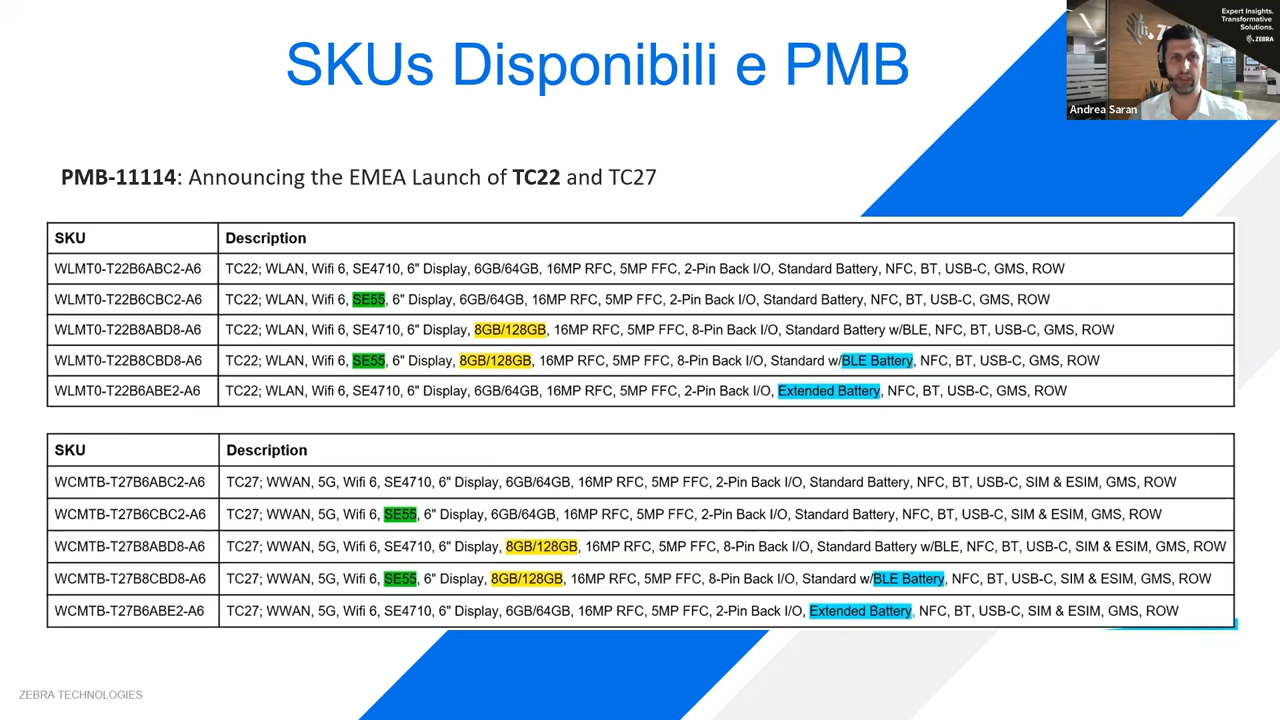 SKUs Disponibili e PMB
Expert Insights.
Transformative
Solutions.
ZEBRA
Andrea Saran
PMB-11114: Announcing the EMEA Launch of TC22 and TC27
SKU Description
WLMT0-T22B6ABC2-A6 TC22; WLAN, Wifi 6, SE4710, 6" Display, 6GB/64GB, 16MP RFC, 5MP FFC, 2-Pin Back I/O, Standard Battery, NFC, BT, USB-C, GMS, ROW
WLMT0-T22B6CBC2-A6 TC22; WLAN, Wifi 6, SE55, 6" Display, 6GB/64GB, 16MP RFC, 5MP FFC, 2-Pin Back I/O, Standard Battery, NFC, BT, USB-C, GMS, ROW
WLMT0-T22B8ABD8-A6 TC22; WLAN, Wifi 6, SE4710, 6" Display, 8GB/128GB, 16MP RFC, 5MP FFC, 8-Pin Back I/O, Standard Battery w/BLE, NFC, BT, USB-C, GMS, ROW
WLMT0-T22B8CBD8-A6 TC22; WLAN, Wifi 6, SE55, 6" Display, 8GB/128GB, 16MP RFC, 5MP FFC, 8-Pin Back I/O, Standard w/BLE Battery, NFC, BT, USB-C, GMS, ROW
WLMT0-T22B6ABE2-A6 TC22; WLAN, Wifi 6, SE4710, 6" Display, 6GB/64GB, 16MP RFC, 5MP FFC, 2-Pin Back I/O, Extended Battery, NFC, BT, USB-C, GMS, ROW
SKU Description
WCMTB-T27B6ABC2-A6 TC27; WWAN, 5G, Wifi 6, SE4710, 6" Display, 6GB/64GB, 16MP RFC, 5MP FFC, 2-Pin Back I/O, Standard Battery, NFC, BT, USB-C, SIM & ESIM, GMS, ROW
WCMTB-T27B6CBC2-A6 TC27; WWAN, 5G, Wifi 6, SE55, 6" Display, 6GB/64GB, 16MP RFC, 5MP FFC, 2-Pin Back I/O, Standard Battery, NFC, BT, USB-C, SIM & ESIM, GMS, ROW
WCMTB-T27B8ABD8-A6 TC27; WWAN, 5G, Wifi 6, SE4710, 6" Display, 8GB/128GB, 16MP RFC, 5MP FFC, 8-Pin Back I/O, Standard Battery w/BLE, NFC, BT, USB-C, SIM & ESIM, GMS, ROW
WCMTB-T27B8CBD8-A6 TC27; WWAN, 5G, Wifi 6, SE55, 6" Display, 8GB/128GB, 16MP RFC, 5MP FFC, 8-Pin Back I/O, Standard w/BLE Battery, NFC, BT, USB-C, SIM & ESIM, GMS, ROW
WCMTB-T27B6ABE2-A6 TC27; WWAN, 5G, Wifi 6, SE4710, 6" Display, 6GB/64GB, 16MP RFC, 5MP FFC, 2-Pin Back I/O, Extended Battery, NFC, BT, USB-C, SIM & ESIM, GMS, ROW
ZEBRA TECHNOLOGIES